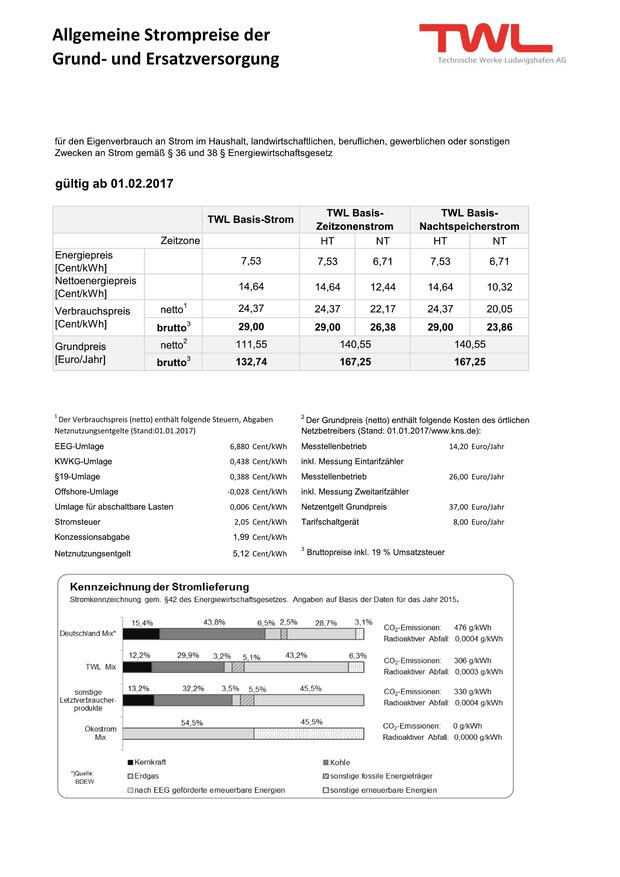 Allgemeine Strompreise der
Grund- und Ersatzversorgung
TWL
Technische Werke Ludwigshafen AG
für den Eigenverbrauch an Strom im Haushalt, landwirtschaftlichen, beruflichen, gewerblichen oder sonstigen
Zwecken an Strom gemäß § 36 und 38 § Energiewirtschaftsgesetz
gültig ab 01.02.2017
TWL Basis-Strom TWL Basis-Zeitzonenstrom TWL Basis-Nachtspeicherstrom
Zeitzone HT NT HT NT
Energiepreis [Cent/kWh] 7,53 7,53 6,71 7,53 6,71
Nettoenergiepreis [Cent/kWh] 14,64 14,64 12,44 14,64 10,32
Verbrauchspreis [Cent/kWh] netto1 24,37 24,37 22,17 24,37 20,05
brutto3 29,00 29,00 26,38 29,00 23,86
Grundpreis [Euro/Jahr] netto2 111,55 140,55 140,55
brutto3 132,74 167,25 167,25
1 Der Verbrauchspreis (netto) enthält folgende Steuern, Abgaben
Netznutzungsentgelte (Stand:01.01.2017)
EEG-Umlage 6,880 Cent/kWh
KWKG-Umlage 0,438 Cent/kWh
§19-Umlage 0,388 Cent/kWh
Offshore-Umlage -0,028 Cent/kWh
Umlage für abschaltbare Lasten 0,006 Cent/kWh
Stromsteuer 2,05 Cent/kWh
Konzessionsabgabe 1,99 Cent/kWh
Netznutzungsentgelt 5,12 Cent/kWh
2 Der Grundpreis (netto) enthält folgende Kosten des örtlichen
Netzbetreibers (Stand: 01.01.2017/www.kns.de):
Messstellenbetrieb 14,20 Euro/Jahr
inkl. Messung Eintarifzähler
Messstellenbetrieb 26,00 Euro/Jahr
inkl. Messung Zweitarifzähler
Netzentgelt Grundpreis 37,00 Euro/Jahr
Tarifschaltgerät 8,00 Euro/Jahr
3 Bruttopreise inkl. 19 % Umsatzsteuer
Kennzeichnung der Stromlieferung
Stromkennzeichnung gem. §42 des Energiewirtschaftsgesetzes. Angaben auf Basis der Daten für das Jahr 2015.
15,4% 43,8% 6,5% 2,5% 28,7% 3,1%
Deutschland Mix*
CO2-Emissionen: 476 g/kWh
Radioaktiver Abfall: 0,0004 g/kWh
12,2% 29,9% 3,2% 5,1% 43,2% 6,3%
TWL Mix
CO2-Emissionen: 306 g/kWh
Radioaktiver Abfall: 0,0003 g/kWh
13,2% 32,2% 3,5% 5,5% 45,5%
sonstige
Letztverbraucher-
produkte
CO2-Emissionen: 330 g/kWh
Radioaktiver Abfall: 0,0004 g/kWh
54,5% 45,5%
Ökostrom
Mix
CO2-Emissionen: 0 g/kWh
Radioaktiver Abfall: 0,0000 g/kWh
*)Quelle:
BDEW
Kernkraft
Kohle
Erdgas
sonstige fossile Energieträger
nach EEG geförderte erneuerbare Energien
sonstige erneuerbare Energien